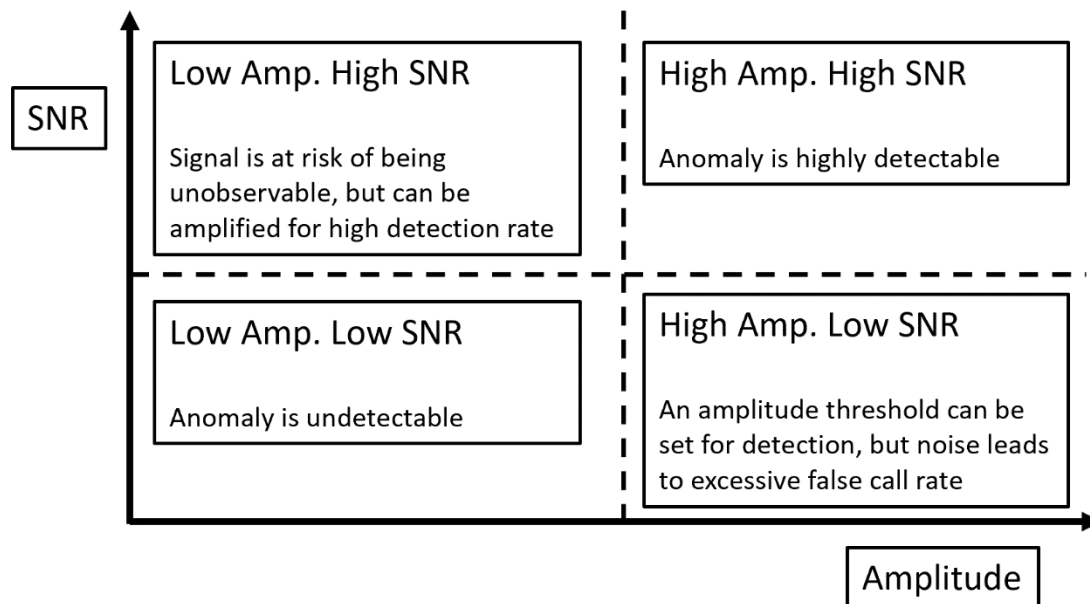 SNR
Low Amp. High SNR
Signal is at risk of being
unobservable, but can be
amplified for high detection rate
High Amp. High SNR
Anomaly is highly detectable
Low Amp. Low SNR
Anomaly is undetectable
High Amp. Low SNR
An amplitude threshold can be
set for detection, but noise leads
to excessive false call rate
Amplitude